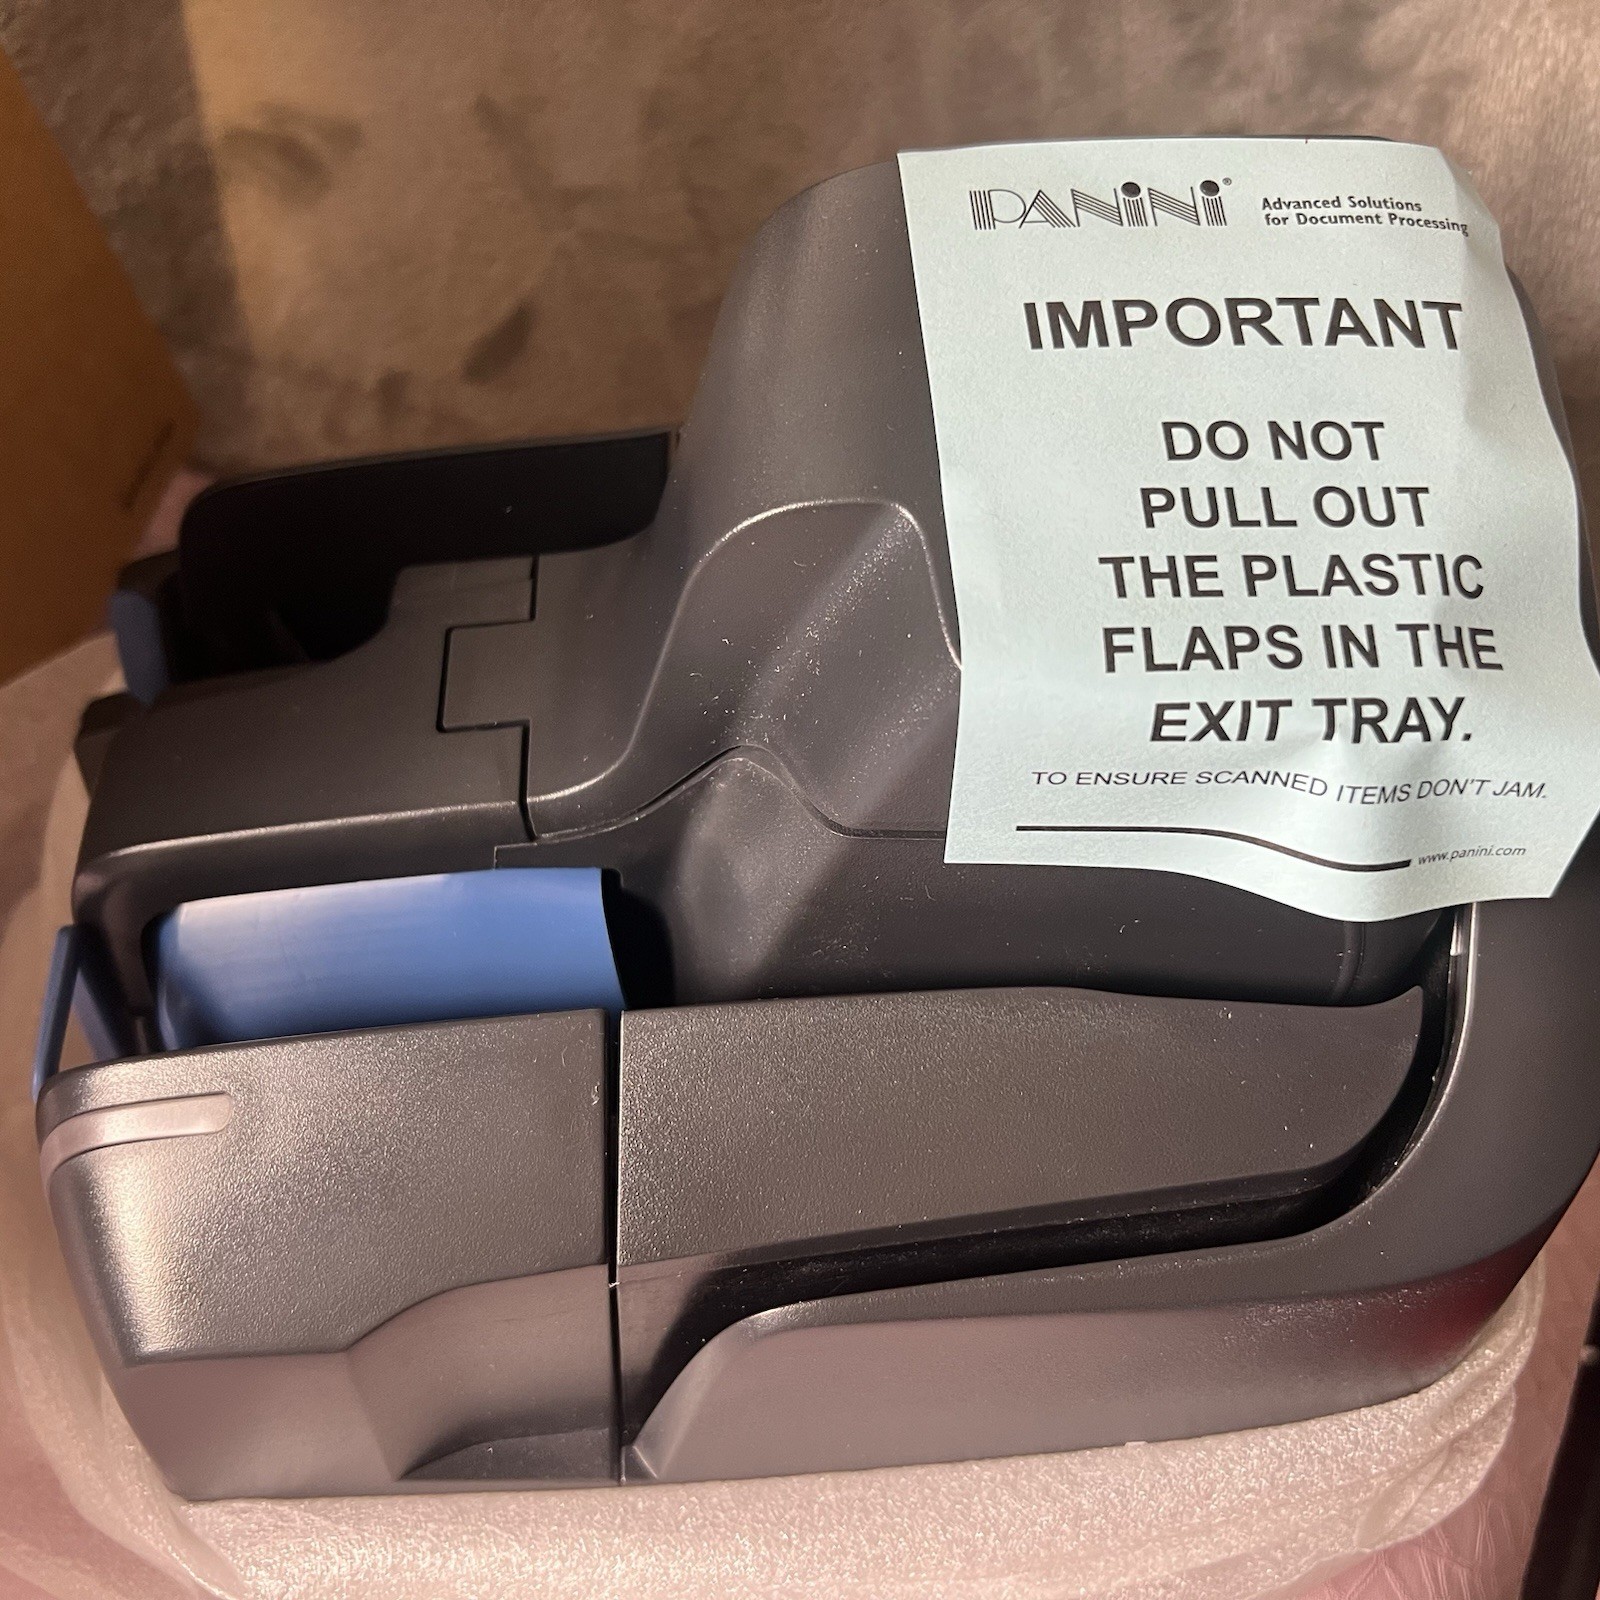 PANiNi® Advanced Solutions
for Document Processing
IMPORTANT
DO NOT
PULL OUT
THE PLASTIC
FLAPS IN THE
EXIT TRAY.
TO ENSURE SCANNED ITEMS DON'T JAM.
www.panini.com